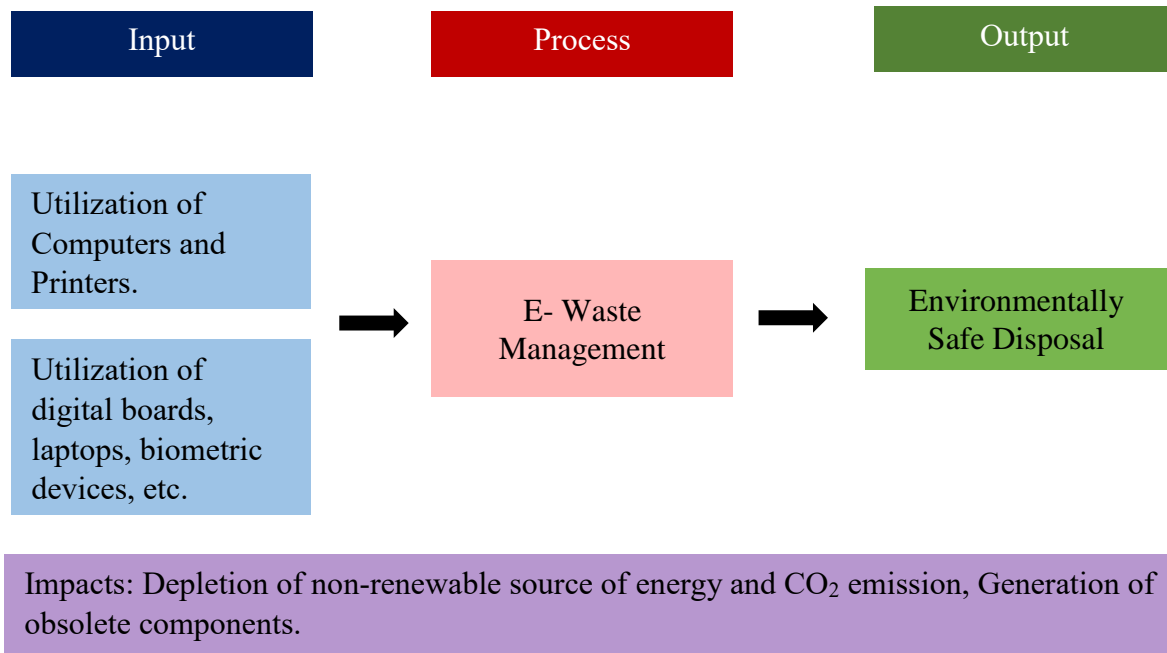 Input
Process
Output
Utilization of
Computers and
Printers.
Utilization of
digital boards,
laptops, biometric
devices, etc.
E- Waste
Management
Environmentally
Safe Disposal
Impacts: Depletion of non-renewable source of energy and CO₂ emission, Generation of
obsolete components.